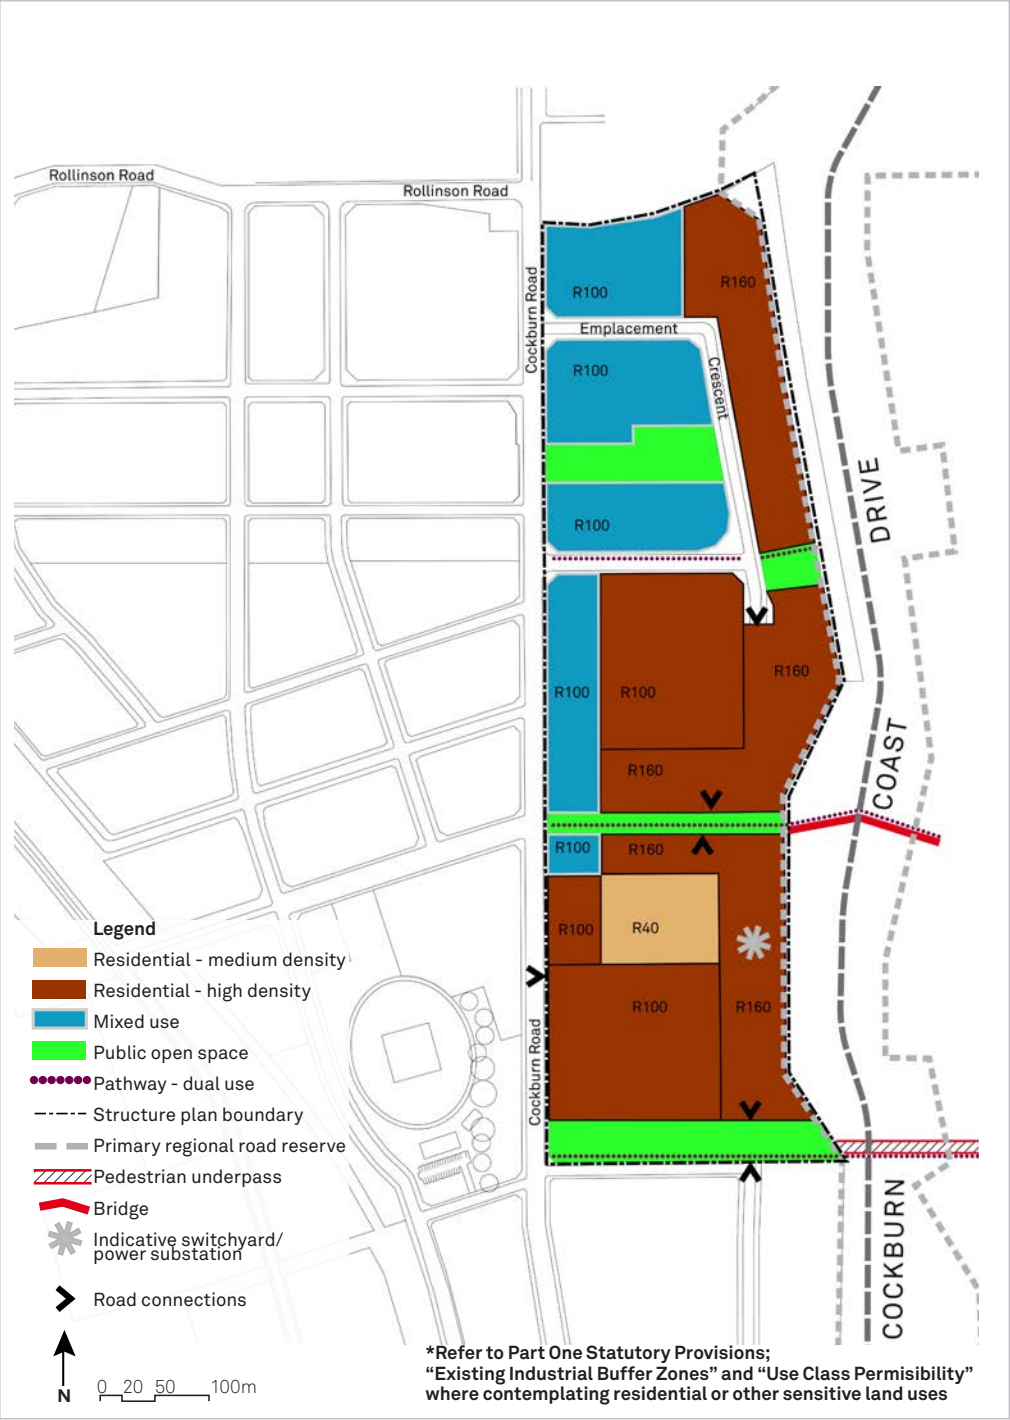 Rollinson Road
Rollinson Road
Cockburn Road
R100
R160
Emplacement
Crescent
R100
R100
DRIVE
R100
R100
R160
R160
COAST
R100
R160
R100
R40
R100
R160
Cockburn Road
COCKBURN
Legend
Residential - medium density
Residential - high density
Mixed use
Public open space
Pathway - dual use
Structure plan boundary
Primary regional road reserve
Pedestrian underpass
Bridge
Indicative switchyard/
power substation
Road connections
N
0 20 50 100m
*Refer to Part One Statutory Provisions;
“Existing Industrial Buffer Zones” and “Use Class Permisibility”
where contemplating residential or other sensitive land uses